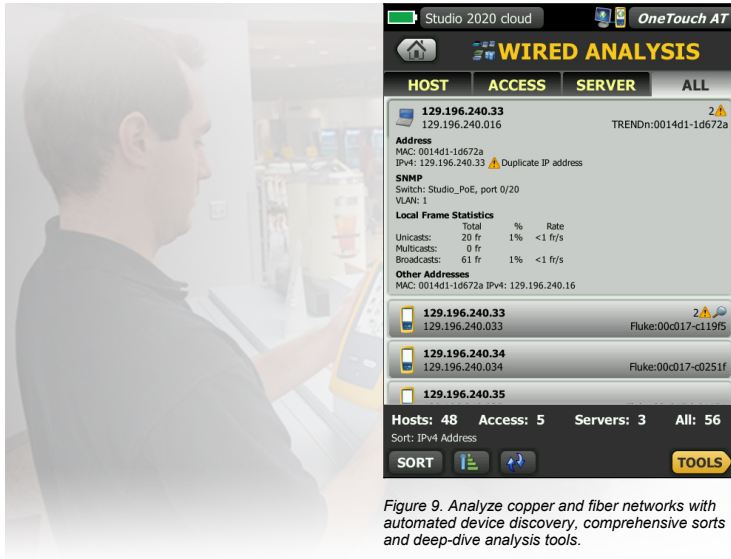 Studio 2020 cloud OneTouch AT
WIRED ANALYSIS
HOST ACCESS SERVER ALL
129.196.240.33 2
129.196.240.016 TRENDn:0014d1-1d672a
Address
MAC: 0014d1-1d672a
IPv4: 129.196.240.33 Duplicate IP address
SNMP
Switch: Studio_PoE, port 0/20
VLAN: 1
Local Frame Statistics
Total % Rate
Unicasts: 20 fr 1% <1 fr/s
Multicasts: 0 fr
Broadcasts: 61 fr 1% <1 fr/s
Other Addresses
MAC: 0014d1-1d672a IPv4: 129.196.240.16
129.196.240.33 2
129.196.240.033 Fluke:00c017-c119f5
129.196.240.34
129.196.240.034 Fluke:00c017-c0251f
129.196.240.35
Hosts: 48 Access: 5 Servers: 3 All: 56
Sort: IPv4 Address
SORT TOOLS
Figure 9. Analyze copper and fiber networks with
automated device discovery, comprehensive sorts
and deep-dive analysis tools.